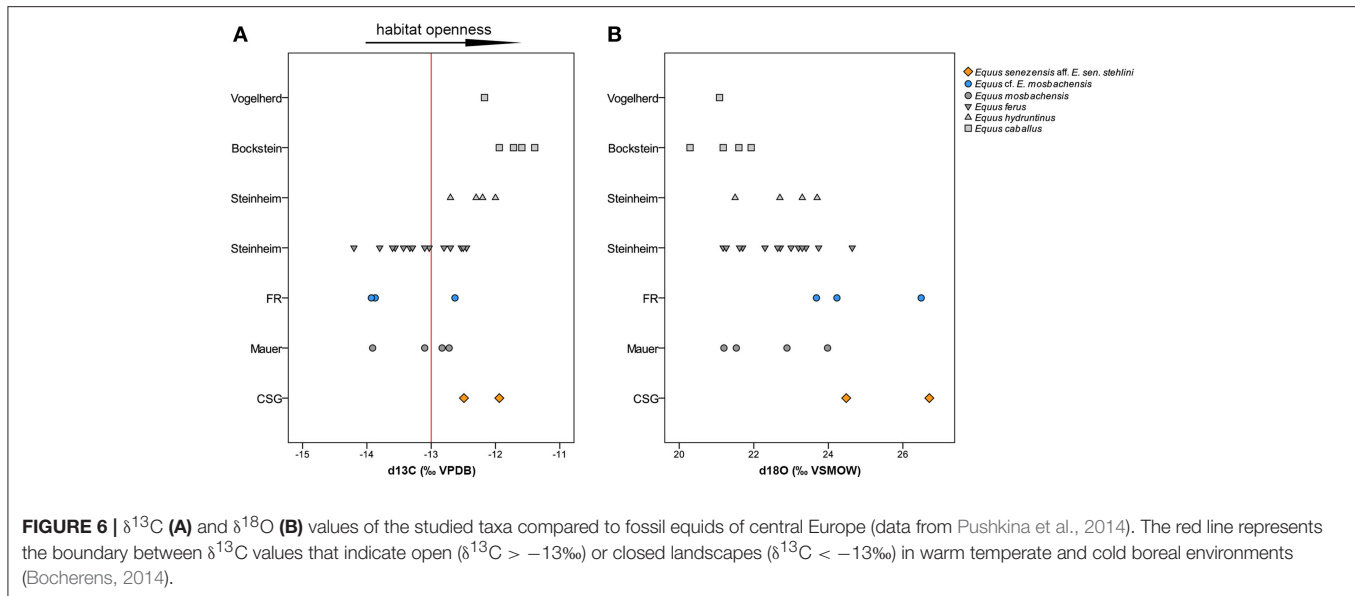 habitat openness
A
B
Vogelherd
Bockstein
Steinheim
Steinheim
FR
Mauer
CSG
-15 -14 -13 -12 -11
d13C (‰ VPDB)
Vogelherd
Bockstein
Steinheim
Steinheim
FR
Mauer
CSG
20 22 24 26
d18O (‰ VSMOW)
Equus senezensis aff. E. sen. stehlini
Equus cf. E. mosbachensis
Equus mosbachensis
Equus ferus
Equus hydruntinus
Equus caballus
FIGURE 6 | δ¹³C (A) and δ¹⁸O (B) values of the studied taxa compared to fossil equids of central Europe (data from Pushkina et al., 2014). The red line represents
the boundary between δ¹³C values that indicate open (δ¹³C > −13‰) or closed landscapes (δ¹³C < −13‰) in warm temperate and cold boreal environments
(Bocherens, 2014).